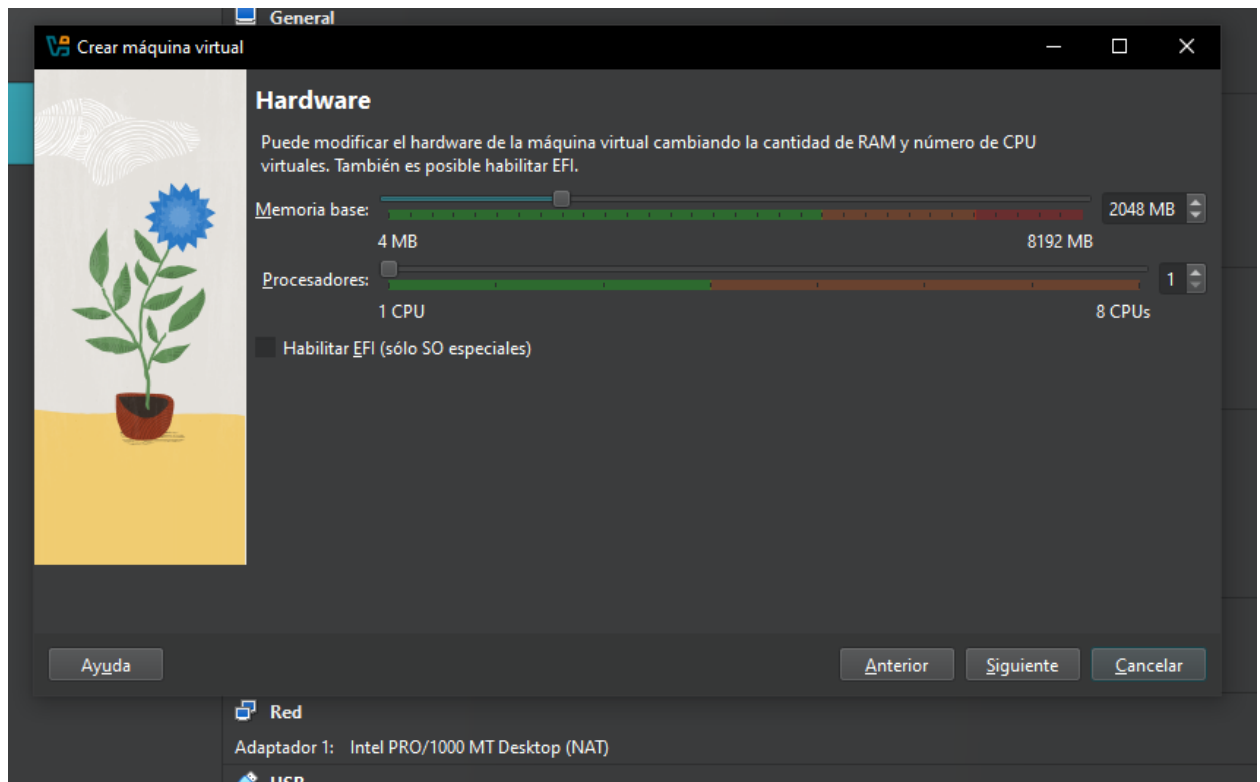 General
Crear máquina virtual
Hardware
Puede modificar el hardware de la máquina virtual cambiando la cantidad de RAM y número de CPU
virtuales. También es posible habilitar EFI.
Memoria base: 2048 MB
4 MB 8192 MB
Procesadores: 1
1 CPU 8 CPUs
Habilitar EFI (sólo SO especiales)
Ayuda Anterior Siguiente Cancelar
Red
Adaptador 1: Intel PRO/1000 MT Desktop (NAT)
USB